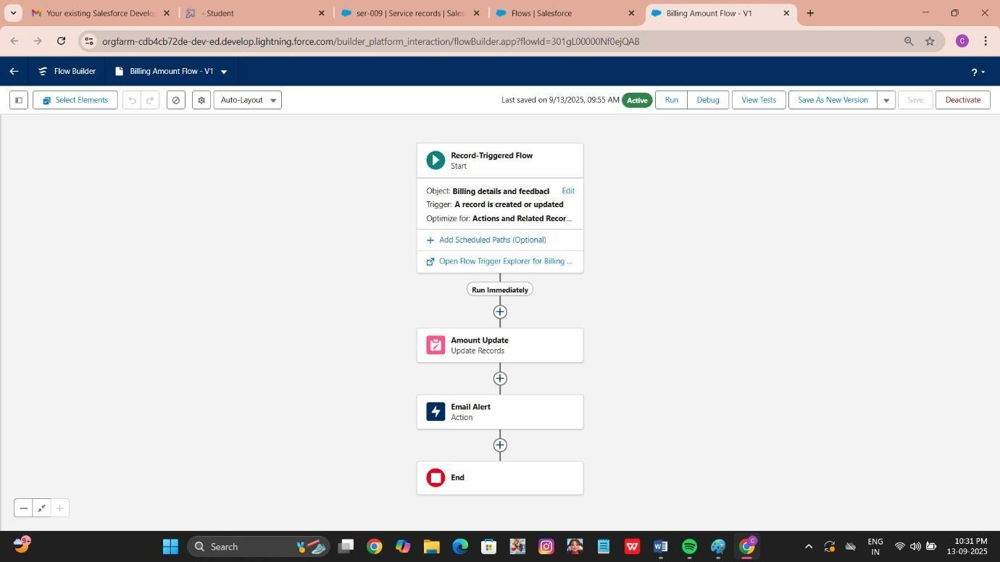 Your existing Salesforce Develo
- Student
ser-009 | Service records | Sales
Flows | Salesforce
Billing Amount Flow - V1
orgfarm-cdb4cb72de-dev-ed.develop.lightning.force.com/builder_platform_interaction/flowBuilder.app?flowId=301gL00000Nf0ejQAB
C
Flow Builder
Billing Amount Flow - V1
?
Select Elements
Auto-Layout
Last saved on 9/13/2025, 09:55 AM
Active
Run
Debug
View Tests
Save As New Version
Save
Deactivate
Record-Triggered Flow
Start
Object: Billing details and feedback
Edit
Trigger: A record is created or updated
Optimize for: Actions and Related Recor...
Add Scheduled Paths (Optional)
Open Flow Trigger Explorer for Billing ...
Run Immediately
Amount Update
Update Records
Email Alert
Action
End
9+
Search
ENG
IN
10:31 PM
13-09-2025